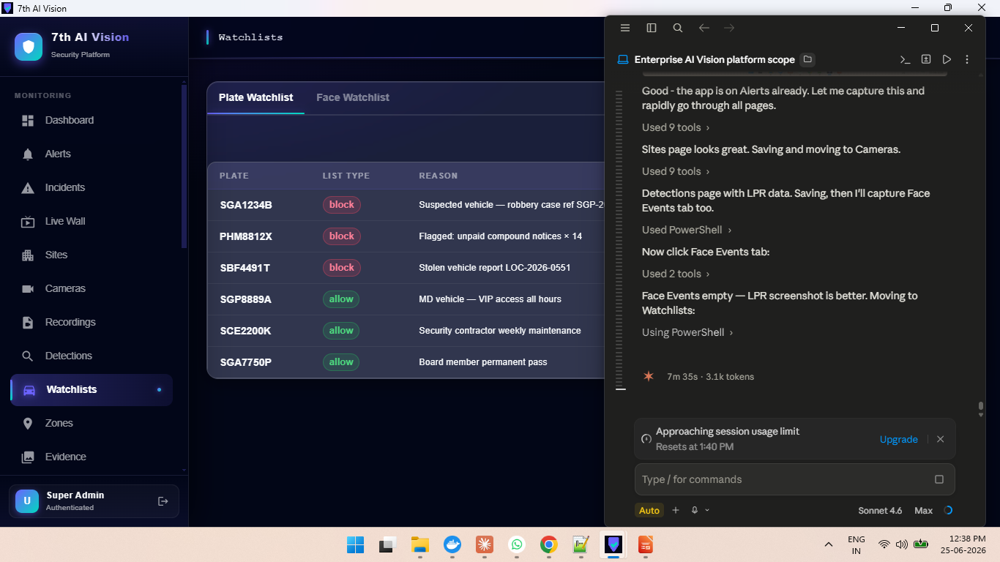 7th AI Vision
7th AI Vision
Security Platform
MONITORING
Dashboard
Alerts
Incidents
Live Wall
Sites
Cameras
Recordings
Detections
Watchlists
Zones
Evidence
U
Super Admin
Authenticated
Watchlists
Plate Watchlist
Face Watchlist
PLATE LIST TYPE REASON
SGA1234B block Suspected vehicle — robbery case ref SGP-2
PHM8812X block Flagged: unpaid compound notices × 14
SBF4491T block Stolen vehicle report LOC-2026-0551
SGP8889A allow MD vehicle — VIP access all hours
SCE2200K allow Security contractor weekly maintenance
SGA7750P allow Board member permanent pass
Enterprise AI Vision platform scope
Good - the app is on Alerts already. Let me capture this and
rapidly go through all pages.
Used 9 tools ›
Sites page looks great. Saving and moving to Cameras.
Used 9 tools ›
Detections page with LPR data. Saving, then I'll capture Face
Events tab too.
Used PowerShell ›
Now click Face Events tab:
Used 2 tools ›
Face Events empty — LPR screenshot is better. Moving to
Watchlists:
Using PowerShell ›
7m 35s · 3.1k tokens
Approaching session usage limit
Resets at 1:40 PM
Upgrade
Type / for commands
Auto
Sonnet 4.6 Max
ENG
IN
12:38 PM
25-06-2026